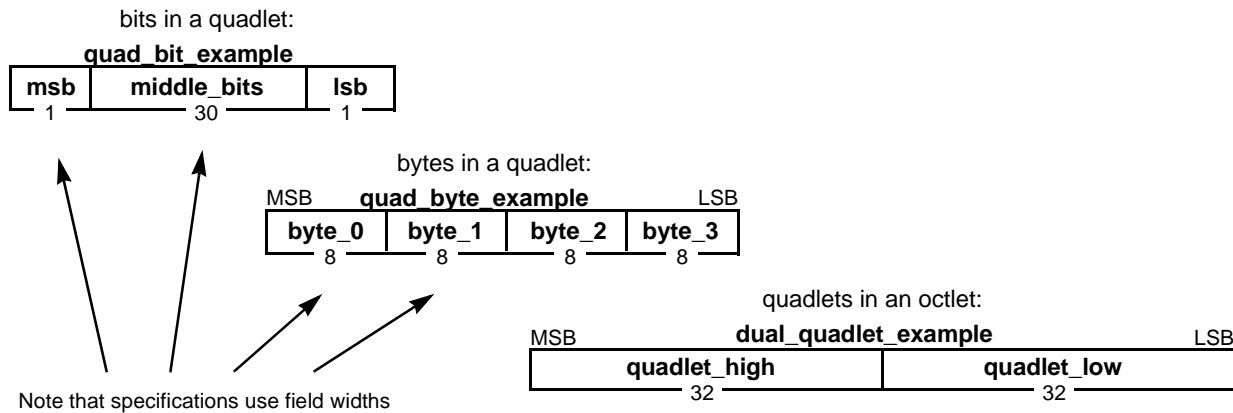 bits in a quadlet:
quad_bit_example
msb middle_bits lsb
1 30 1
bytes in a quadlet:
MSB quad_byte_example LSB
byte_0 byte_1 byte_2 byte_3
8 8 8 8
quadlets in an octlet:
MSB dual_quadlet_example LSB
quadlet_high quadlet_low
32 32
Note that specifications use field widths